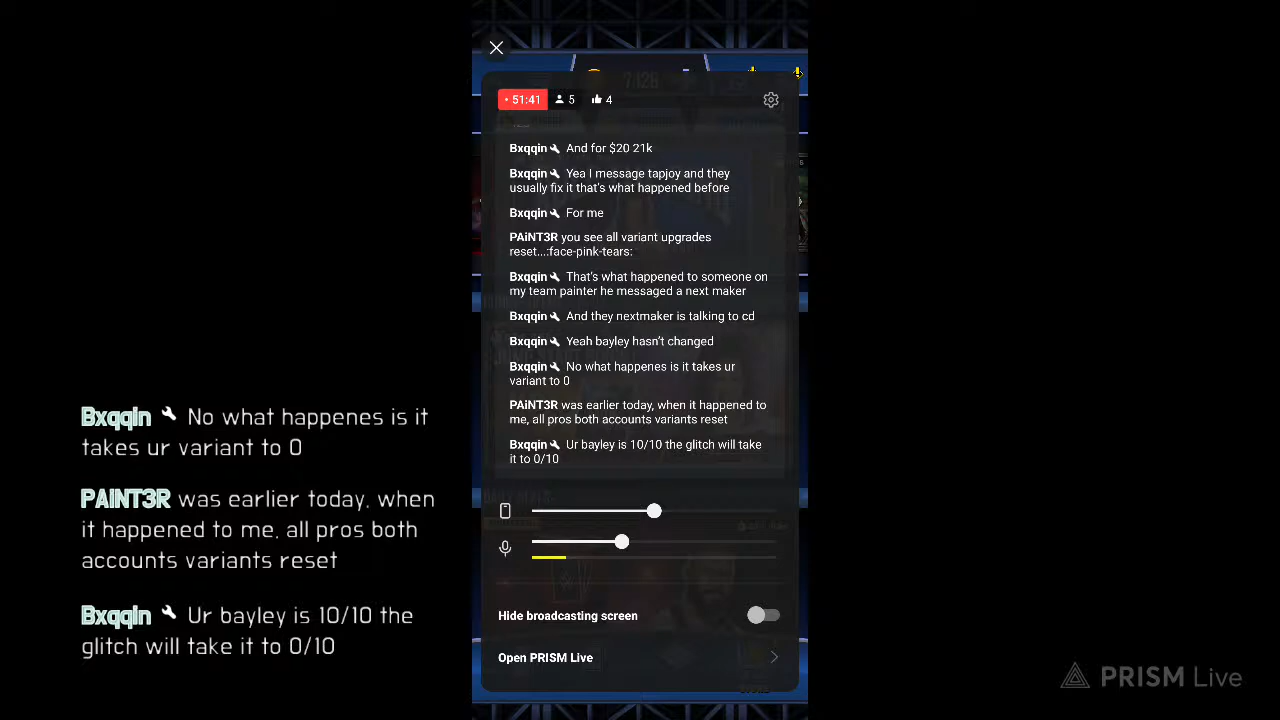 7/128
51:41 5 4
Bxqqin And for $20 21k
Bxqqin Yea I message tapjoy and they
usually fix it that's what happened before
Bxqqin For me
PAiNT3R you see all variant upgrades
reset...:face-pink-tears:
Bxqqin That's what happened to someone on
my team painter he messaged a next maker
Bxqqin And they nextmaker is talking to cd
Bxqqin Yeah bayley hasn't changed
Bxqqin No what happenes is it takes ur
variant to 0
PAiNT3R was earlier today, when it happened to
me, all pros both accounts variants reset
Bxqqin Ur bayley is 10/10 the glitch will take
it to 0/10
Hide broadcasting screen
Open PRISM Live
Bxqqin No what happenes is it
takes ur variant to 0
PAiNT3R was earlier today, when
it happened to me, all pros both
accounts variants reset
Bxqqin Ur bayley is 10/10 the
glitch will take it to 0/10
PRISM Live